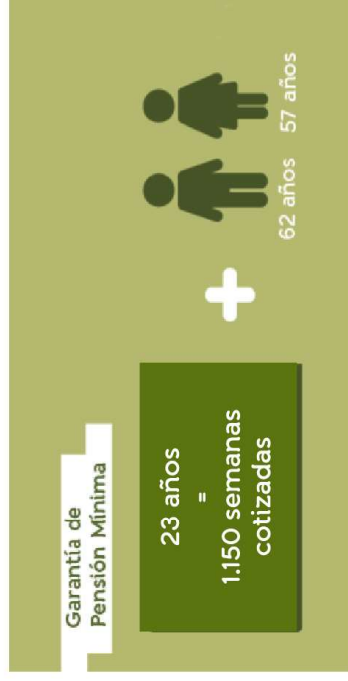 Garantía de
Pensión Mínima
23 años
=
1.150 semanas
cotizadas
+
62 años 57 años